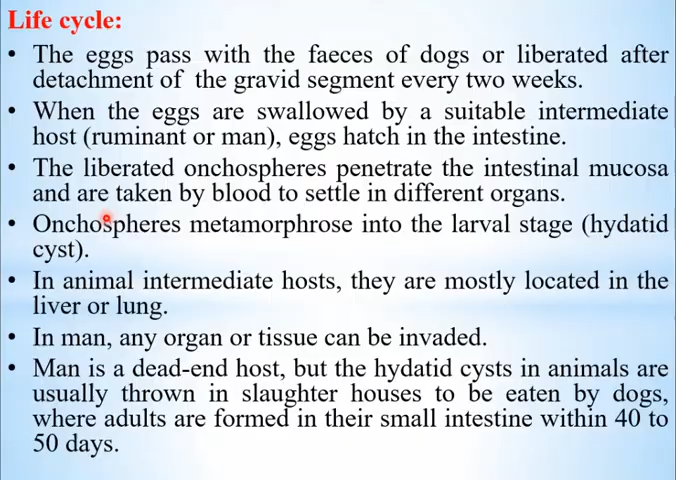 Life cycle:
• The eggs pass with the faeces of dogs or liberated after
detachment of the gravid segment every two weeks.
• When the eggs are swallowed by a suitable intermediate
host (ruminant or man), eggs hatch in the intestine.
• The liberated onchospheres penetrate the intestinal mucosa
and are taken by blood to settle in different organs.
• Onchospheres metamorphrose into the larval stage (hydatid
cyst).
• In animal intermediate hosts, they are mostly located in the
liver or lung.
• In man, any organ or tissue can be invaded.
• Man is a dead-end host, but the hydatid cysts in animals are
usually thrown in slaughter houses to be eaten by dogs,
where adults are formed in their small intestine within 40 to
50 days.